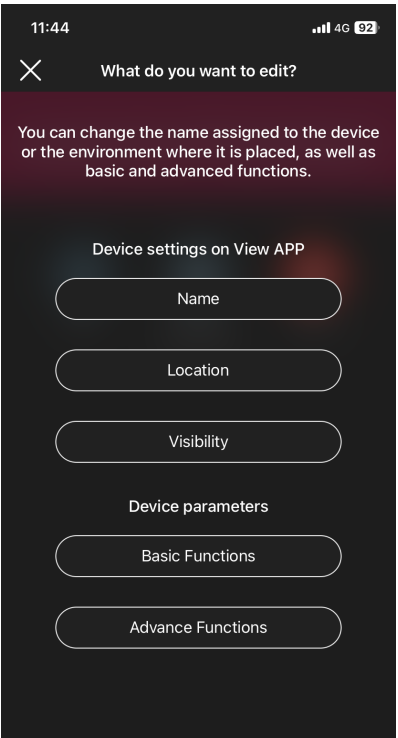 11:44
4G 92
What do you want to edit?
You can change the name assigned to the device
or the environment where it is placed, as well as
basic and advanced functions.
Device settings on View APP
Name
Location
Visibility
Device parameters
Basic Functions
Advance Functions